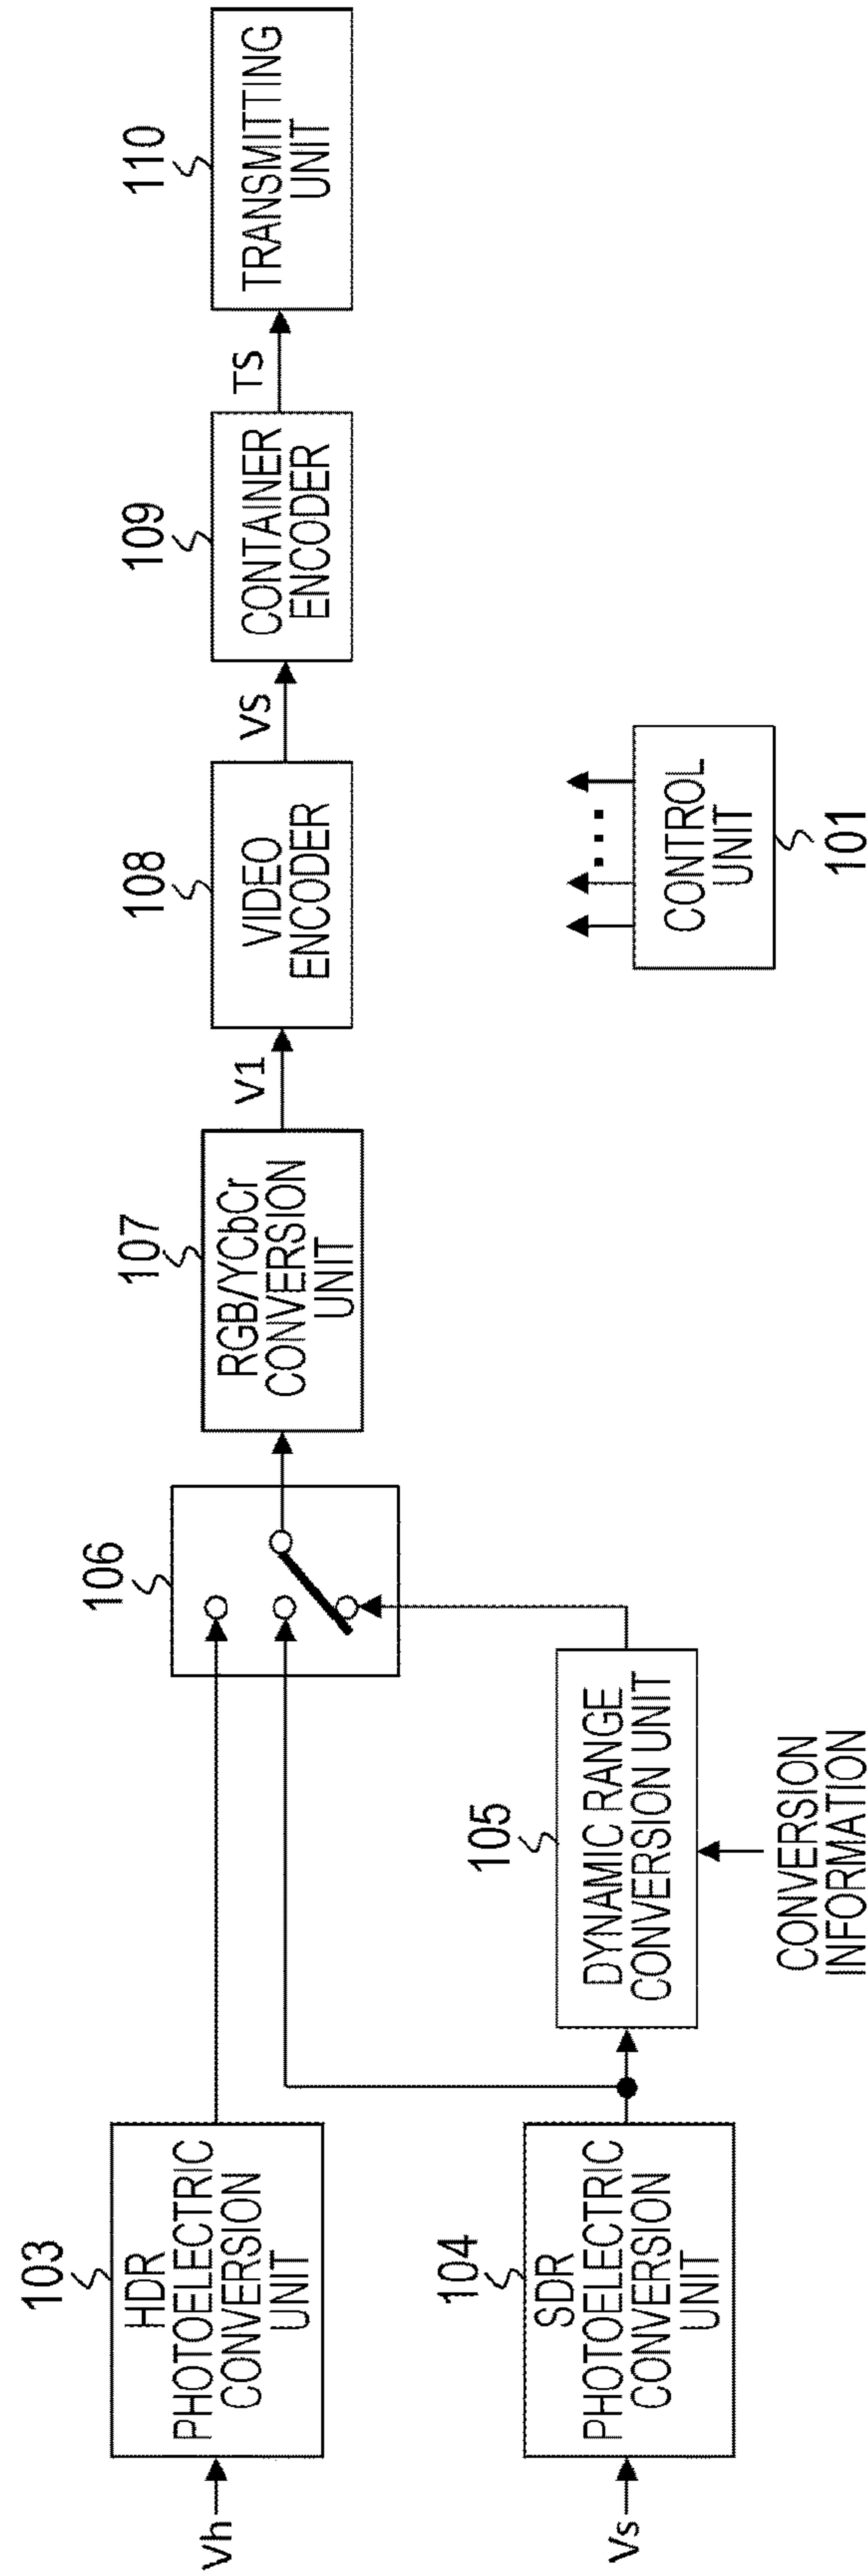 Vh
103
HDR
PHOTOELECTRIC
CONVERSION
UNIT
Vs
104
SDR
PHOTOELECTRIC
CONVERSION
UNIT
105
DYNAMIC RANGE
CONVERSION UNIT
CONVERSION
INFORMATION
106
107
RGB/YCbCr
CONVERSION
UNIT
V1
108
VIDEO
ENCODER
VS
109
CONTAINER
ENCODER
TS
110
TRANSMITTING
UNIT
CONTROL
UNIT
101